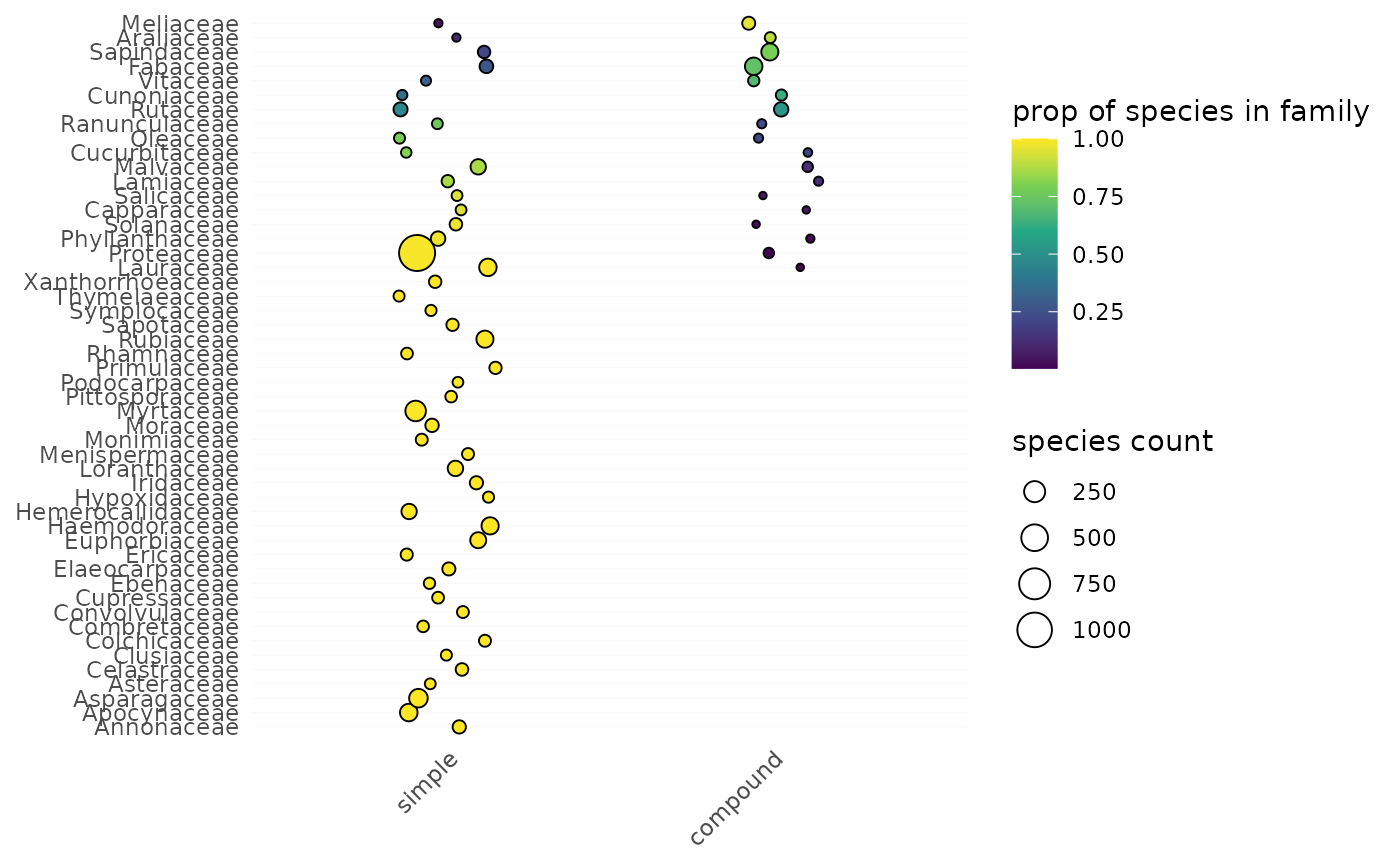 Meliaceae
Araliaceae
Sapindaceae
Fabaceae
Vitaceae
Cunoniaceae
Rutaceae
Ranunculaceae
Oleaceae
Cucurbitaceae
Malvaceae
Lamiaceae
Salicaceae
Capparaceae
Solanaceae
Phyllanthaceae
Proteaceae
Lauraceae
Xanthorrhoeaceae
Thymelaeaceae
Symplocaceae
Sapotaceae
Rubiaceae
Rhamnaceae
Primulaceae
Podocarpaceae
Pittosporaceae
Myrtaceae
Moraceae
Monimiaceae
Menispermaceae
Loranthaceae
Iridaceae
Hypoxidaceae
Hemerocallidaceae
Haemodoraceae
Euphorbiaceae
Ericaceae
Elaeocarpaceae
Ebenaceae
Cupressaceae
Convolvulaceae
Combretaceae
Colchicaceae
Clusiaceae
Celastraceae
Asteraceae
Asparagaceae
Apocynaceae
Annonaceae
simple
compound
prop of species in family
1.00
0.75
0.50
0.25
species count
250
500
750
1000